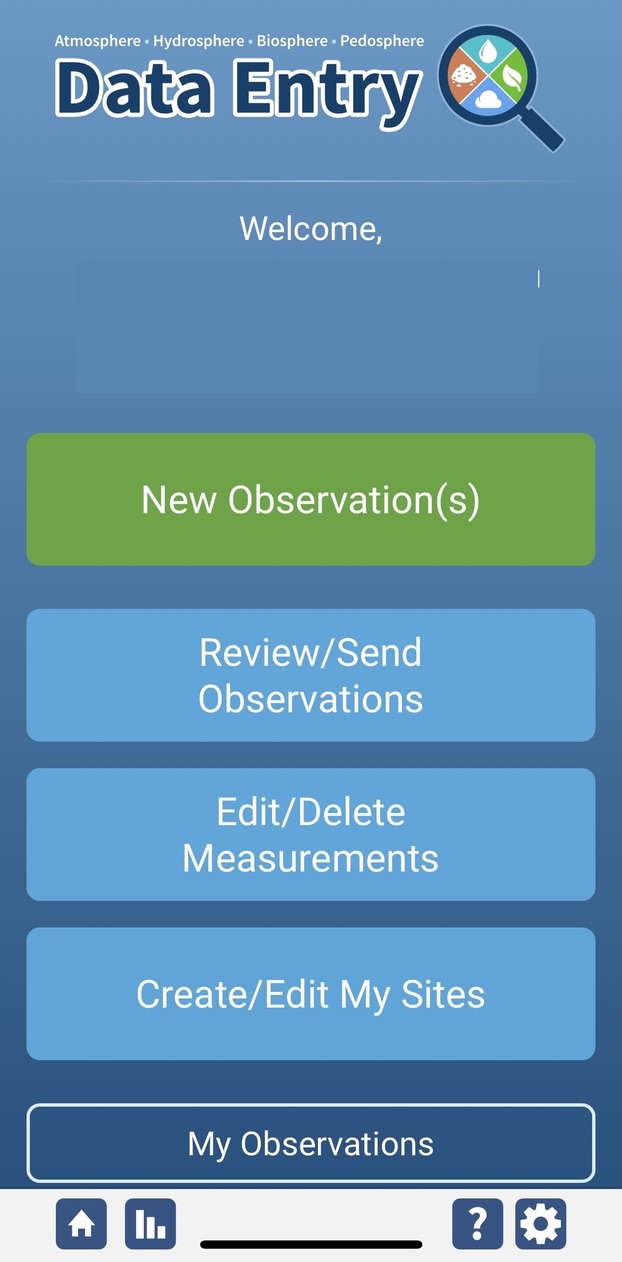 Atmosphere • Hydrosphere • Biosphere • Pedosphere
Data Entry
Welcome,
New Observation(s)
Review/Send
Observations
Edit/Delete
Measurements
Create/Edit My Sites
My Observations
?